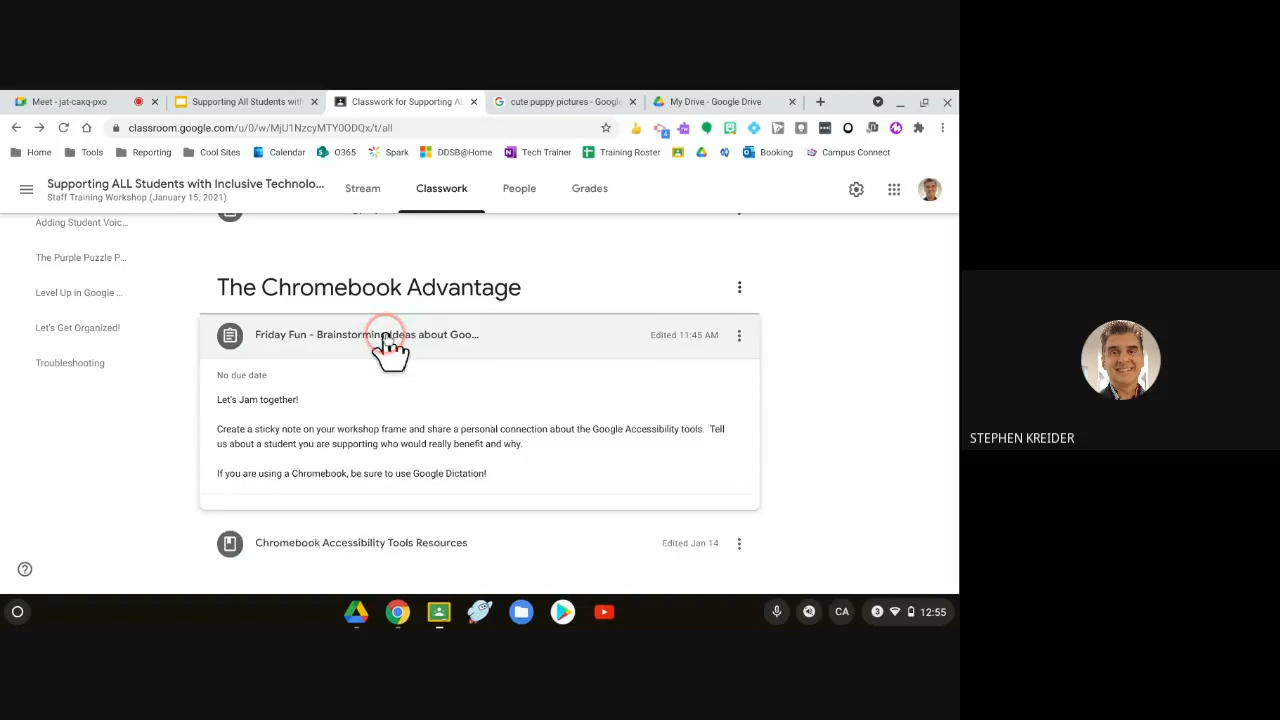 Meet - jat-caxq-pxo
Supporting All Students with
Classwork for Supporting AL
cute puppy pictures - Google
My Drive - Google Drive
classroom.google.com/u/0/w/MjU1NzcyMTY0ODQx/t/all
4
Home
Tools
Reporting
Cool Sites
Calendar
O365
Spark
DDSB@Home
Tech Trainer
Training Roster
Booking
Campus Connect
Supporting ALL Students with Inclusive Technolo...
Staff Training Workshop (January 15, 2021)
Stream
Classwork
People
Grades
Adding Student Voic...
The Purple Puzzle P...
Level Up in Google ...
Let's Get Organized!
Troubleshooting
The Chromebook Advantage
Friday Fun - Brainstorming Ideas about Goo...
Edited 11:45 AM
No due date
Let's Jam together!
Create a sticky note on your workshop frame and share a personal connection about the Google Accessibility tools. Tell
us about a student you are supporting who would really benefit and why.
If you are using a Chromebook, be sure to use Google Dictation!
Chromebook Accessibility Tools Resources
Edited Jan 14
STEPHEN KREIDER
CA
3
12:55